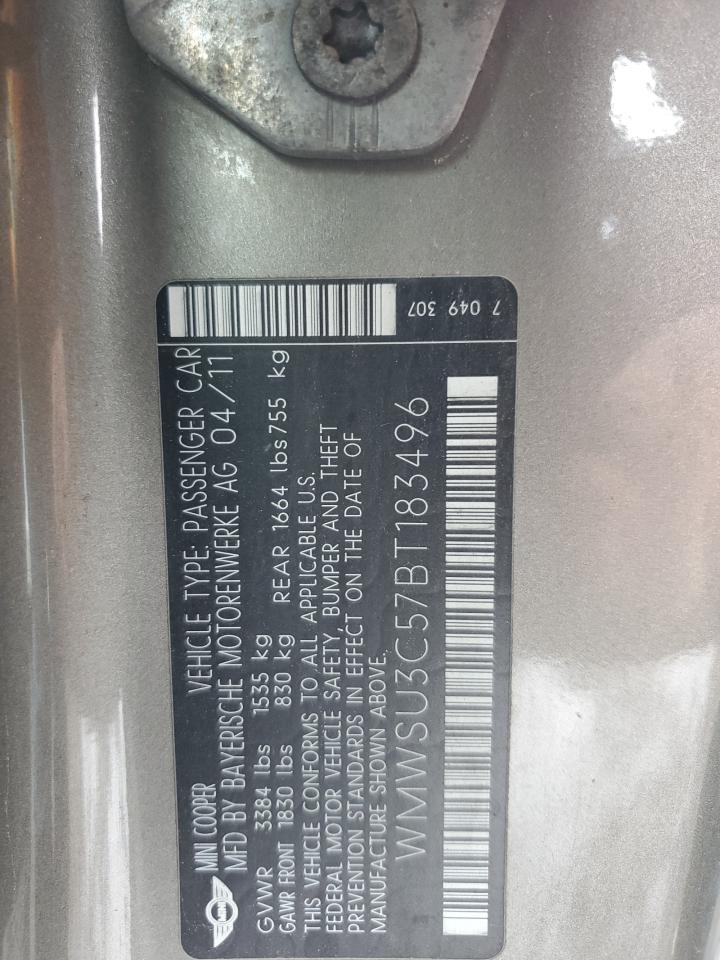 MINI
MINI COOPER VEHICLE TYPE: PASSENGER CAR
MFD BY BAYERISCHE MOTORENWERKE AG 04/11
GVWR 3384 lbs 1535 kg
GAWR FRONT 1830 lbs 830 kg REAR 1664 lbs 755 kg
THIS VEHICLE CONFORMS TO ALL APPLICABLE U.S.
FEDERAL MOTOR VEHICLE SAFETY, BUMPER AND THEFT
PREVENTION STANDARDS IN EFFECT ON THE DATE OF
MANUFACTURE SHOWN ABOVE.
WMWSU3C57BT183496
7 049 307